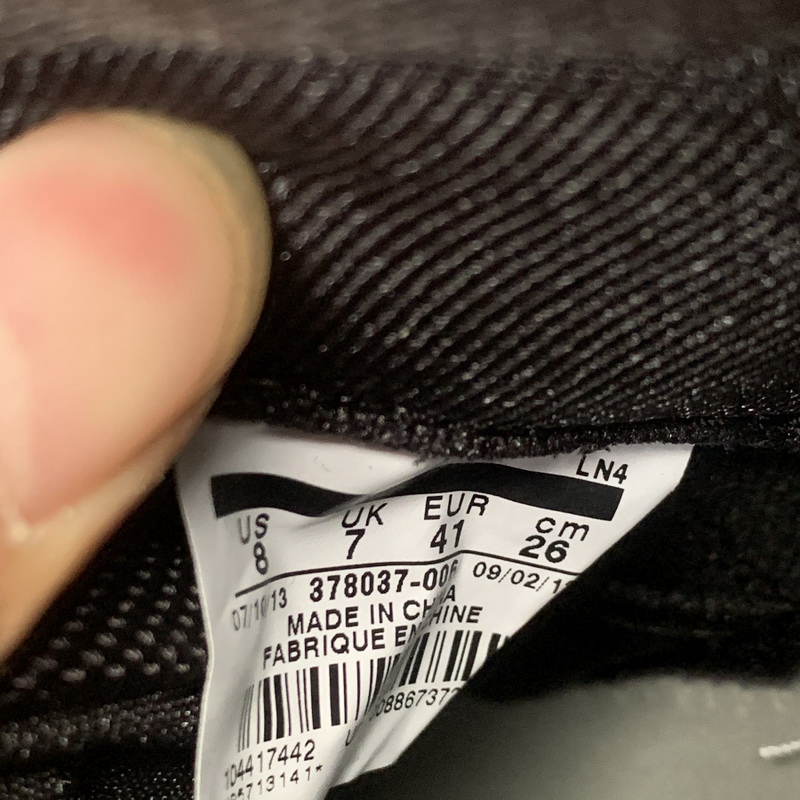 LN4
US UK EUR cm
8 7 41 26
07/10/13 378037-006 09/02/1
MADE IN CHINA
FABRIQUE EN CHINE
104417442